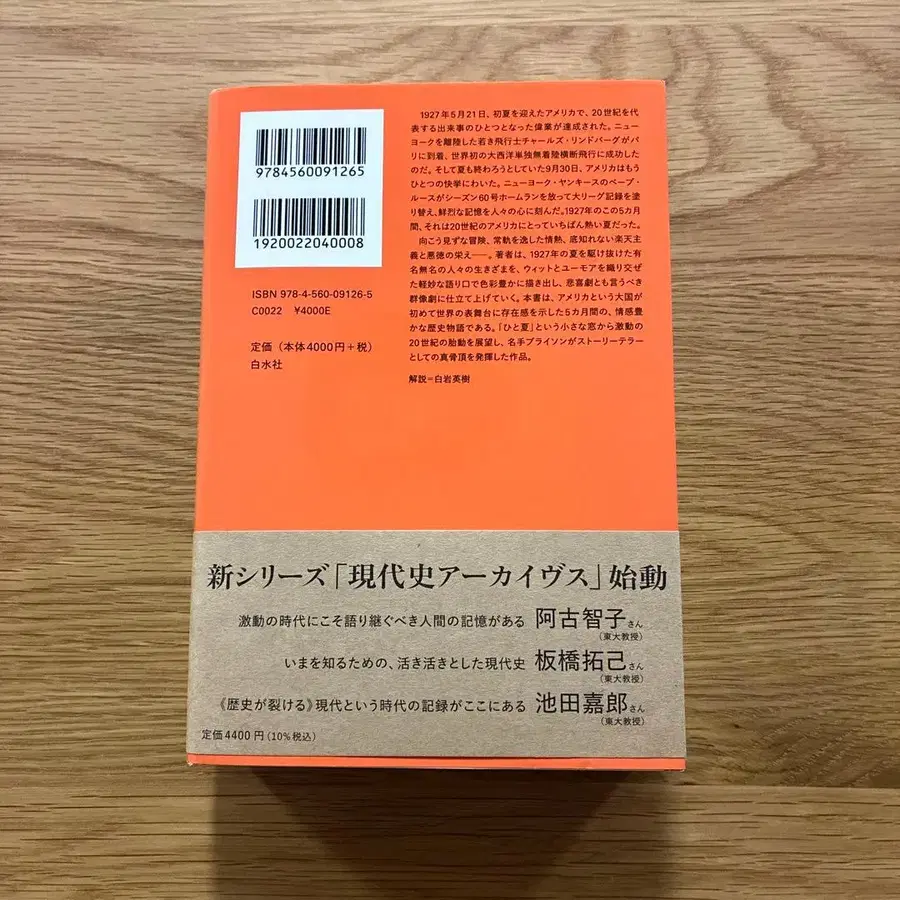 9784560091265
1920022040008
ISBN 978-4-560-09126-5
C0022 ¥4000E
定価（本体4000円＋税）
白水社
1927年5月21日、初夏を迎えたアメリカで、20世紀を代
表する出来事のひとつとなった偉業が達成された。ニュー
ヨークを離陸した若き飛行士チャールズ・リンドバーグがパ
リに到着、世界初の大西洋単独無着陸横断飛行に成功した
のだ。そして夏も終わろうとしていた9月30日、アメリカはもう
ひとつの快挙にわいた。ニューヨーク・ヤンキースのベーブ・
ルースがシーズン60号ホームランを放って大リーグ記録を塗
り替え、鮮烈な記憶を人々の心に刻んだ。1927年のこの5カ月
間、それは20世紀のアメリカにとっていちばん熱い夏だった。
向こう見ずな冒険、常軌を逸した情熱、底知れない楽天主
義と悪徳の栄え──。著者は、1927年の夏を駆け抜けた有
名無名の人々の生きざまを、ウィットとユーモアを織り交ぜ
た軽妙な語り口で色彩豊かに描き出し、悲喜劇とも言うべき
群像劇に仕立て上げていく。本書は、アメリカという大国が
初めて世界の表舞台に存在感を示した5カ月間の、情感豊
かな歴史物語である。「ひと夏」という小さな窓から激動の
20世紀の胎動を展望し、名手ブライソンがストーリーテラー
としての真骨頂を発揮した作品。
解説＝白岩英樹
新シリーズ「現代史アーカイヴス」始動
激動の時代にこそ語り継ぐべき人間の記憶がある 阿古智子さん
（東大教授）
いまを知るための、活き活きとした現代史 板橋拓己さん
（東大教授）
《歴史が裂ける》現代という時代の記録がここにある 池田嘉郎さん
（東大教授）
定価4400円（10%税込）